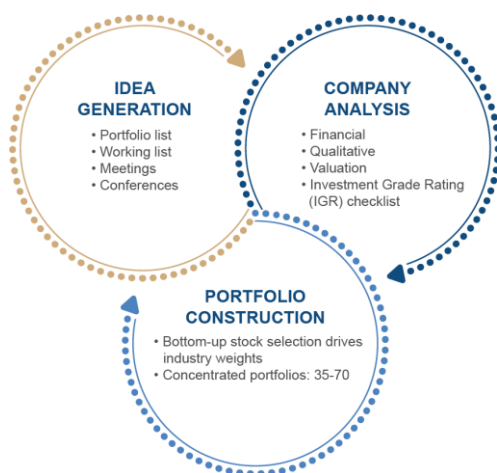 IDEA
GENERATION
• Portfolio list
• Working list
• Meetings
• Conferences
COMPANY
ANALYSIS
• Financial
• Qualitative
• Valuation
• Investment Grade Rating
(IGR) checklist
PORTFOLIO
CONSTRUCTION
• Bottom-up stock selection drives
industry weights
• Concentrated portfolios: 35-70